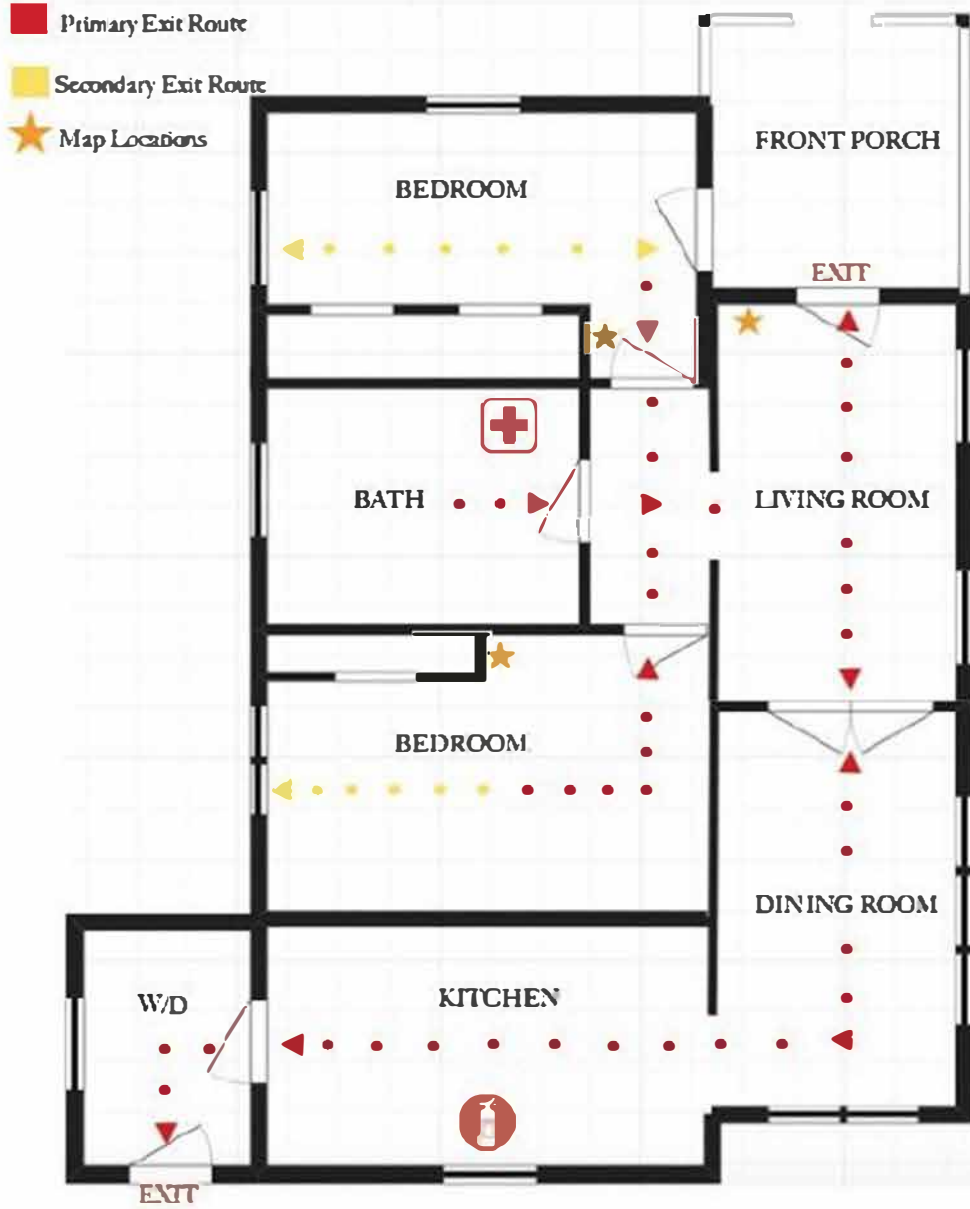 Primary Exit Route
Secondary Exit Route
Map Locations
FRONT PORCH
BEDROOM
EXIT
BATH
LIVING ROOM
BEDROOM
DINING ROOM
W/D
KITCHEN
EXIT